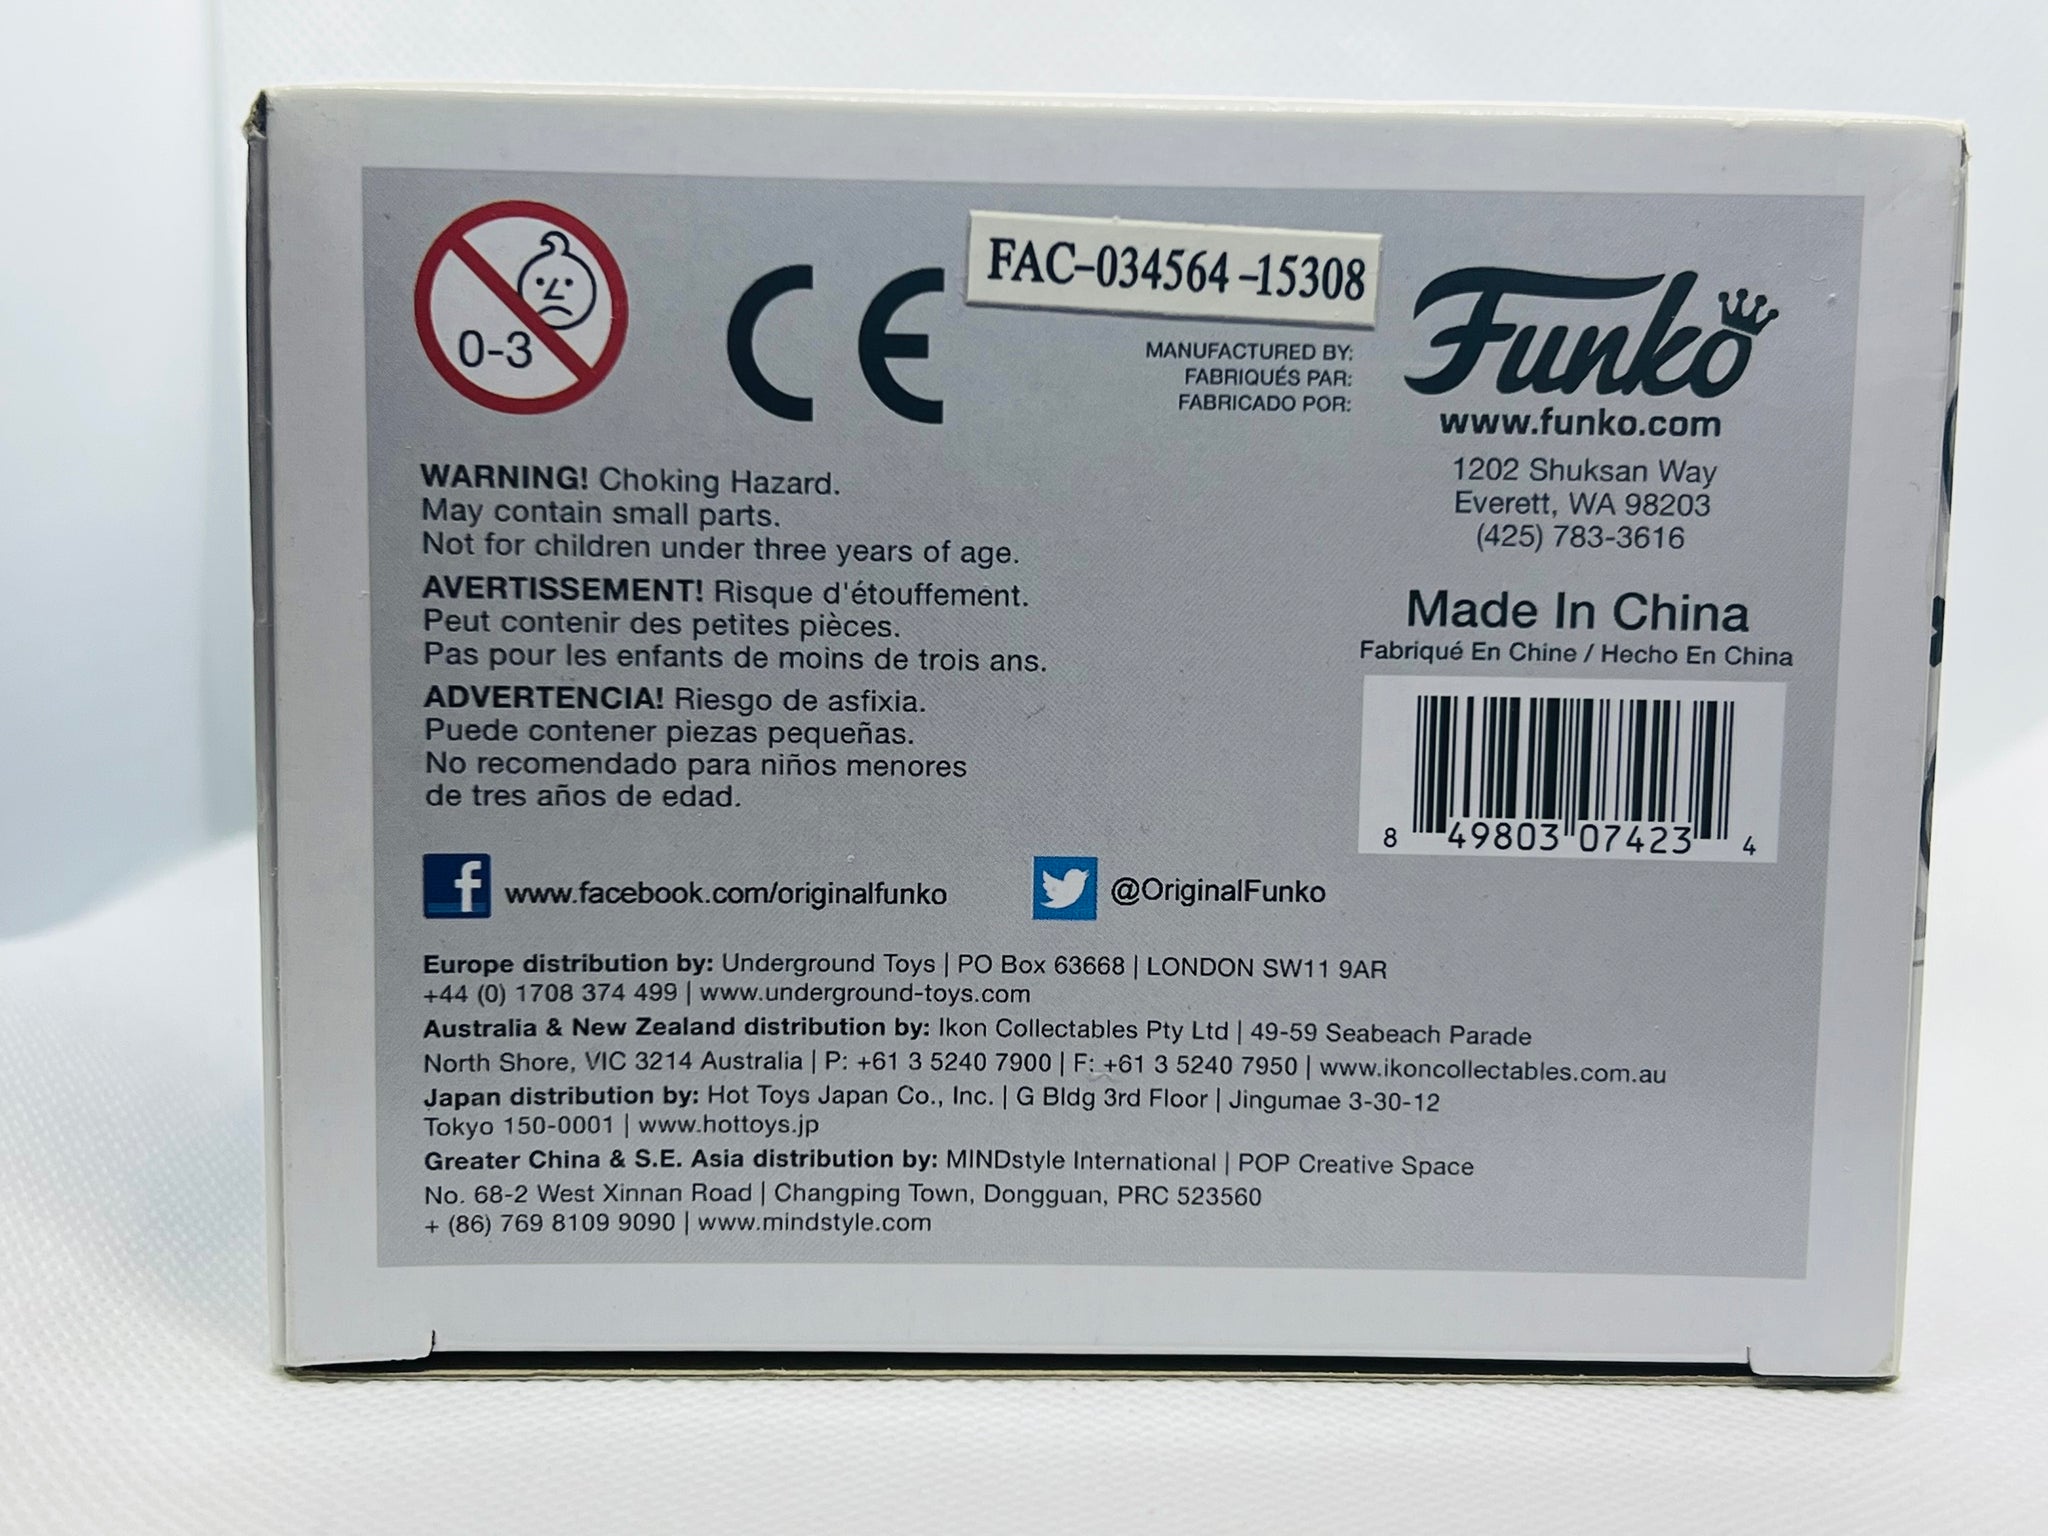 0-3
CE
FAC-034564-15308
MANUFACTURED BY:
FABRIQUÉS PAR:
FABRICADO POR:
Funko
www.funko.com
1202 Shuksan Way
Everett, WA 98203
(425) 783-3616
WARNING! Choking Hazard.
May contain small parts.
Not for children under three years of age.
AVERTISSEMENT! Risque d'étouffement.
Peut contenir des petites pièces.
Pas pour les enfants de moins de trois ans.
ADVERTENCIA! Riesgo de asfixia.
Puede contener piezas pequeñas.
No recomendado para niños menores
de tres años de edad.
Made In China
Fabriqué En Chine / Hecho En China
8 49803 07423 4
f www.facebook.com/originalfunko
@OriginalFunko
Europe distribution by: Underground Toys | PO Box 63668 | LONDON SW11 9AR
+44 (0) 1708 374 499 | www.underground-toys.com
Australia & New Zealand distribution by: Ikon Collectables Pty Ltd | 49-59 Seabeach Parade
North Shore, VIC 3214 Australia | P: +61 3 5240 7900 | F: +61 3 5240 7950 | www.ikoncollectables.com.au
Japan distribution by: Hot Toys Japan Co., Inc. | G Bldg 3rd Floor | Jingumae 3-30-12
Tokyo 150-0001 | www.hottoys.jp
Greater China & S.E. Asia distribution by: MINDstyle International | POP Creative Space
No. 68-2 West Xinnan Road | Changping Town, Dongguan, PRC 523560
+ (86) 769 8109 9090 | www.mindstyle.com